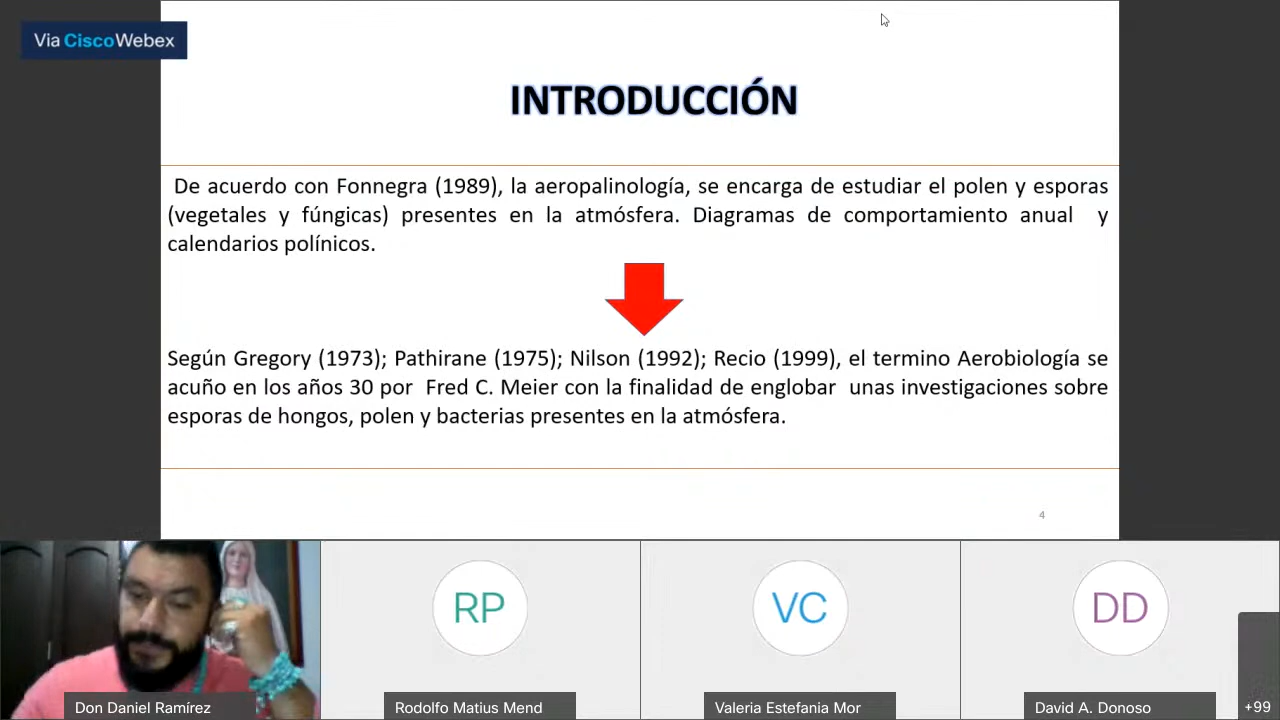 Via CiscoWebex
INTRODUCCIÓN
De acuerdo con Fonnegra (1989), la aeropalinología, se encarga de estudiar el polen y esporas
(vegetales y fúngicas) presentes en la atmósfera. Diagramas de comportamiento anual y
calendarios polínicos.
Según Gregory (1973); Pathirane (1975); Nilson (1992); Recio (1999), el termino Aerobiología se
acuño en los años 30 por Fred C. Meier con la finalidad de englobar unas investigaciones sobre
esporas de hongos, polen y bacterias presentes en la atmósfera.
4
RP
VC
DD
Don Daniel Ramírez
Rodolfo Matius Mend
Valeria Estefania Mor
David A. Donoso
+99